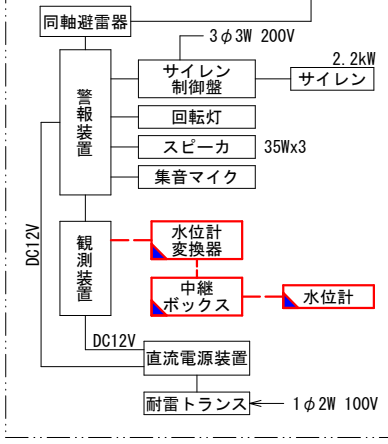 同軸避雷器
3φ3W 200V
2.2kW
サイレン
制御盤
サイレン
警報装置
回転灯
スピーカ 35Wx3
集音マイク
DC12V
観測装置
水位計
変換器
中継
ボックス
水位計
DC12V
直流電源装置
耐雷トランス
1φ2W 100V